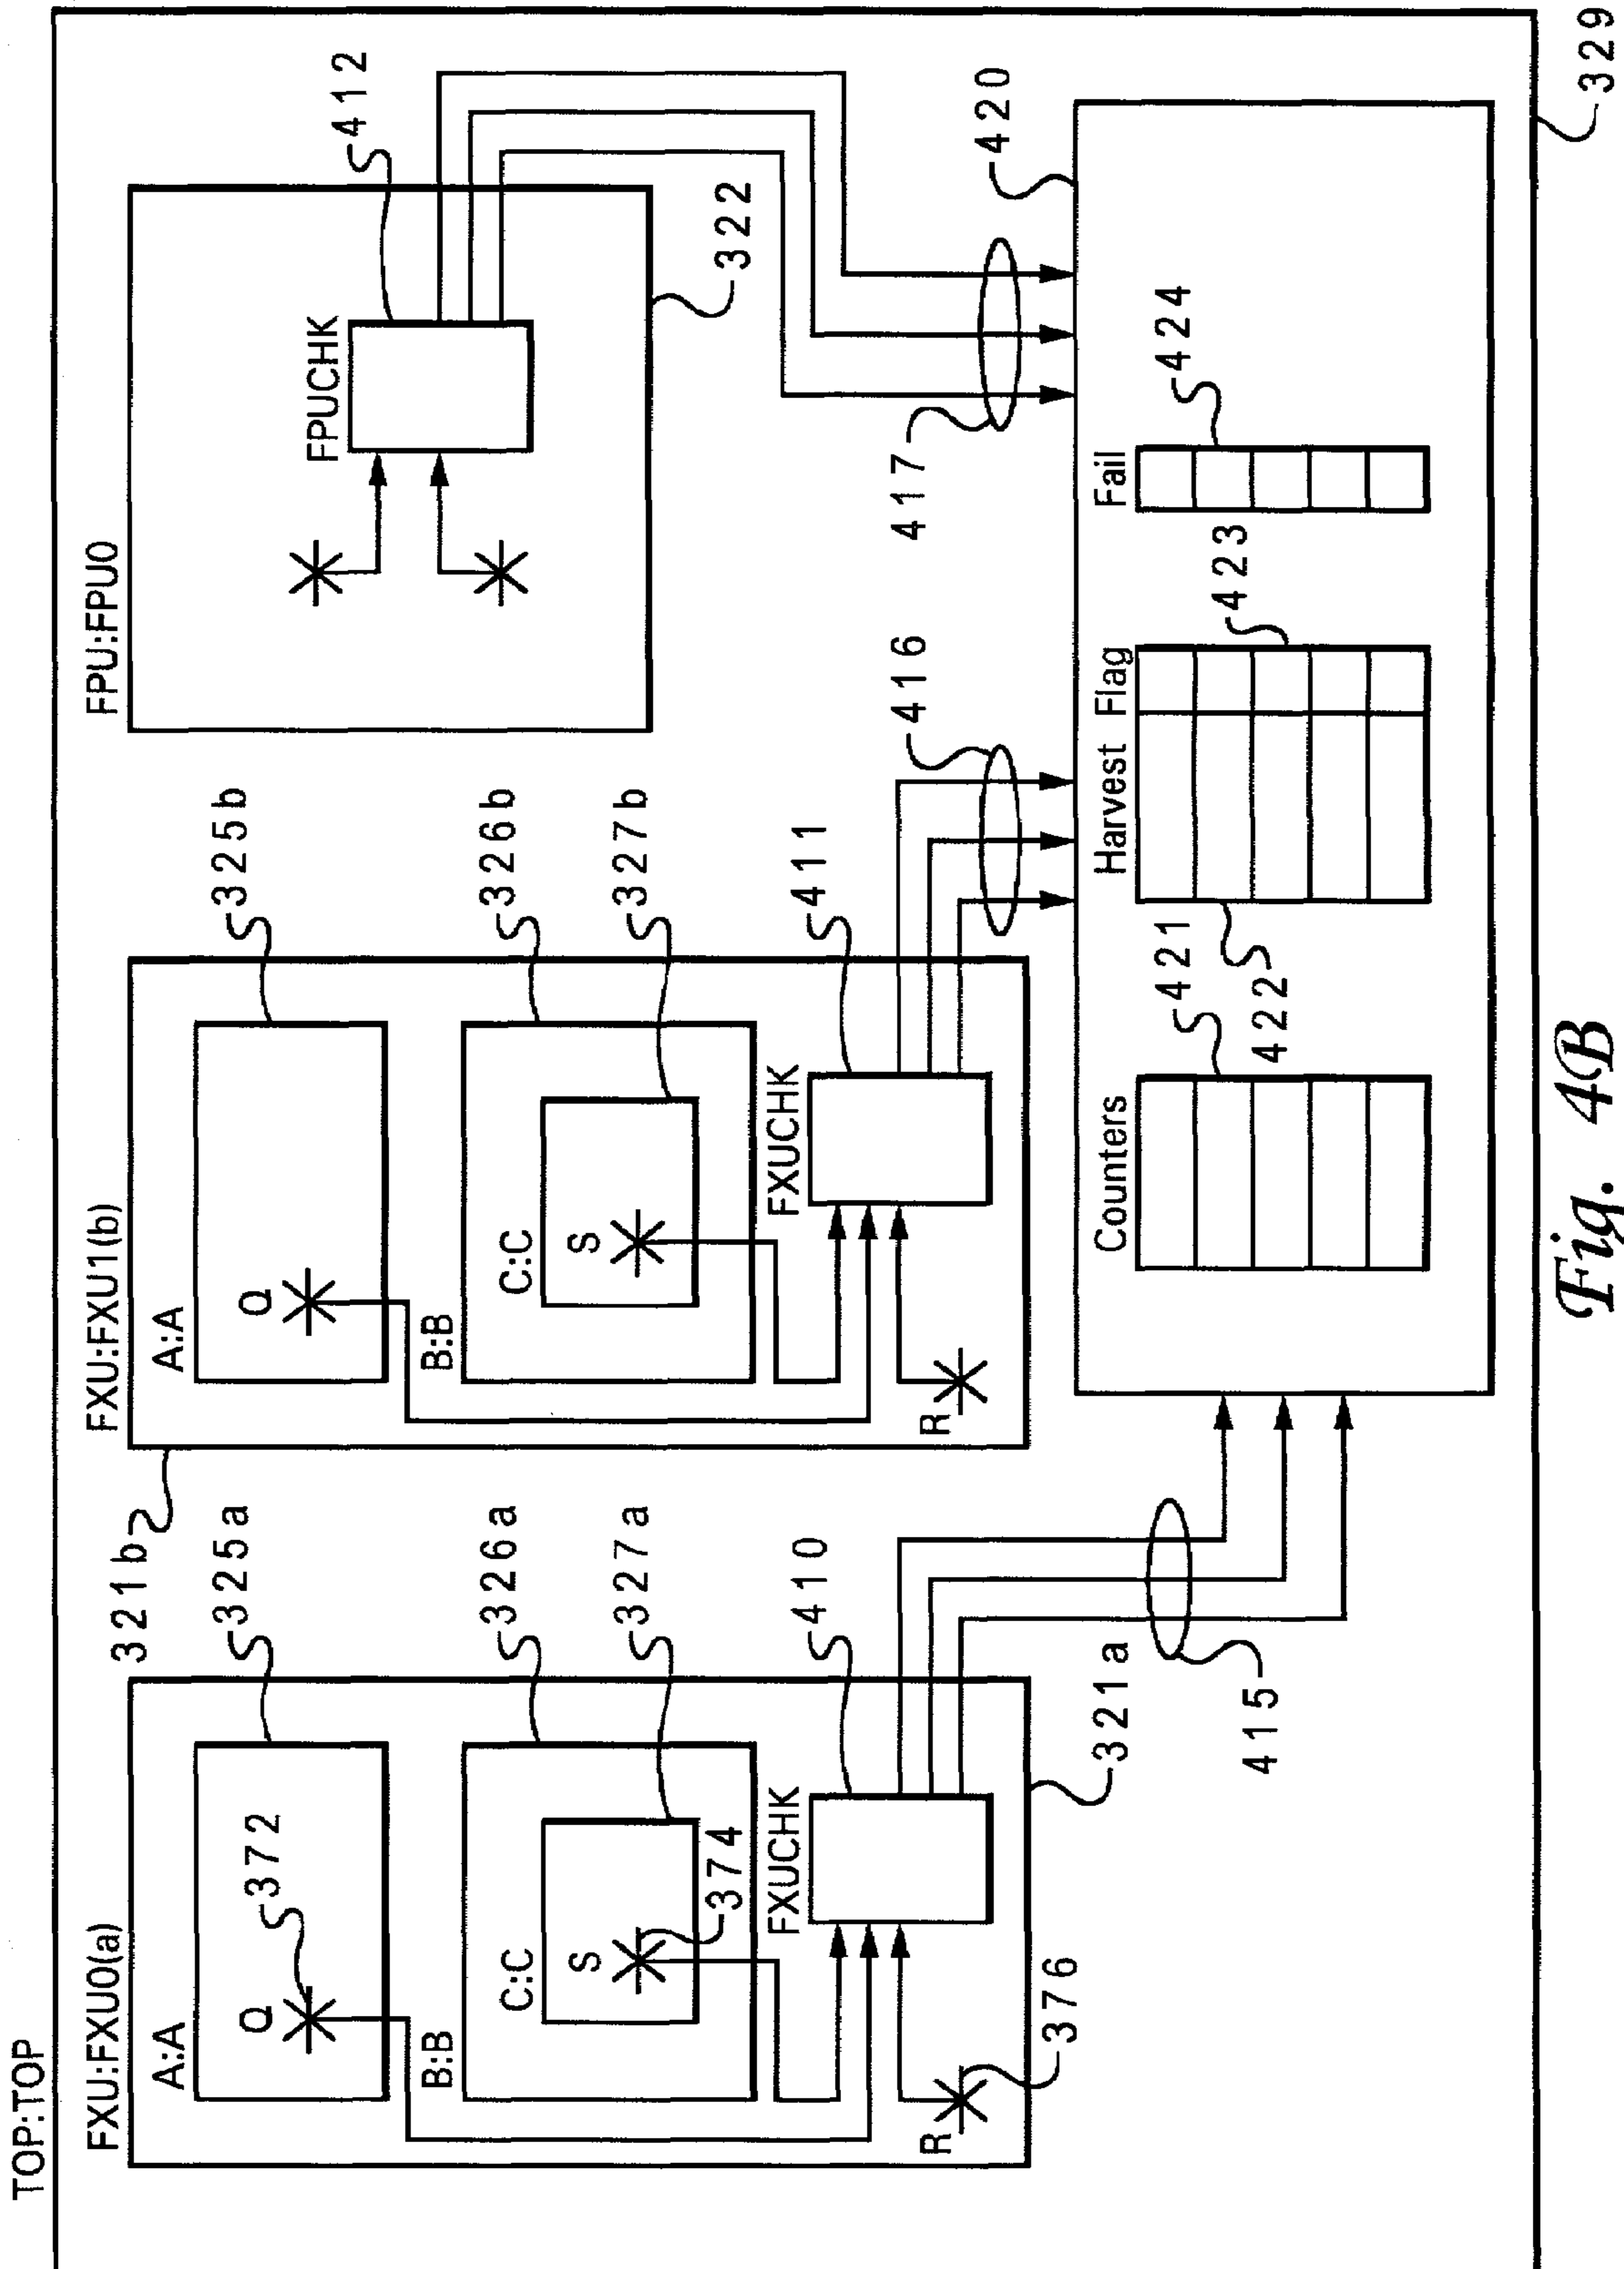 TOP:TOP
FXU:FXU0(a)
A:A
Q
372
325a
B:B
326a
C:C
S
374
327a
FXUCHK
410
R
376
321a
415
321b
FXU:FXU1(b)
A:A
Q
325b
B:B
326b
C:C
S
327b
FXUCHK
411
R
416
FPU:FPU0
FPUCHK
412
322
417
420
Counters
421
422
Harvest Flag
423
Fail
424
329
Fig. 4B